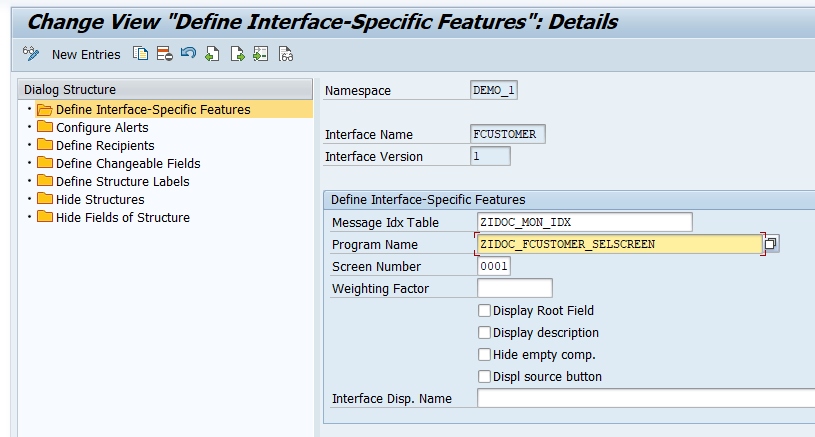 Change View "Define Interface-Specific Features": Details
New Entries
Dialog Structure
Define Interface-Specific Features
Configure Alerts
Define Recipients
Define Changeable Fields
Define Structure Labels
Hide Structures
Hide Fields of Structure
Namespace DEMO_1
Interface Name FCUSTOMER
Interface Version 1
Define Interface-Specific Features
Message Idx Table ZIDOC_MON_IDX
Program Name ZIDOC_FCUSTOMER_SELSCREEN
Screen Number 0001
Weighting Factor
Display Root Field
Display description
Hide empty comp.
Displ source button
Interface Disp. Name